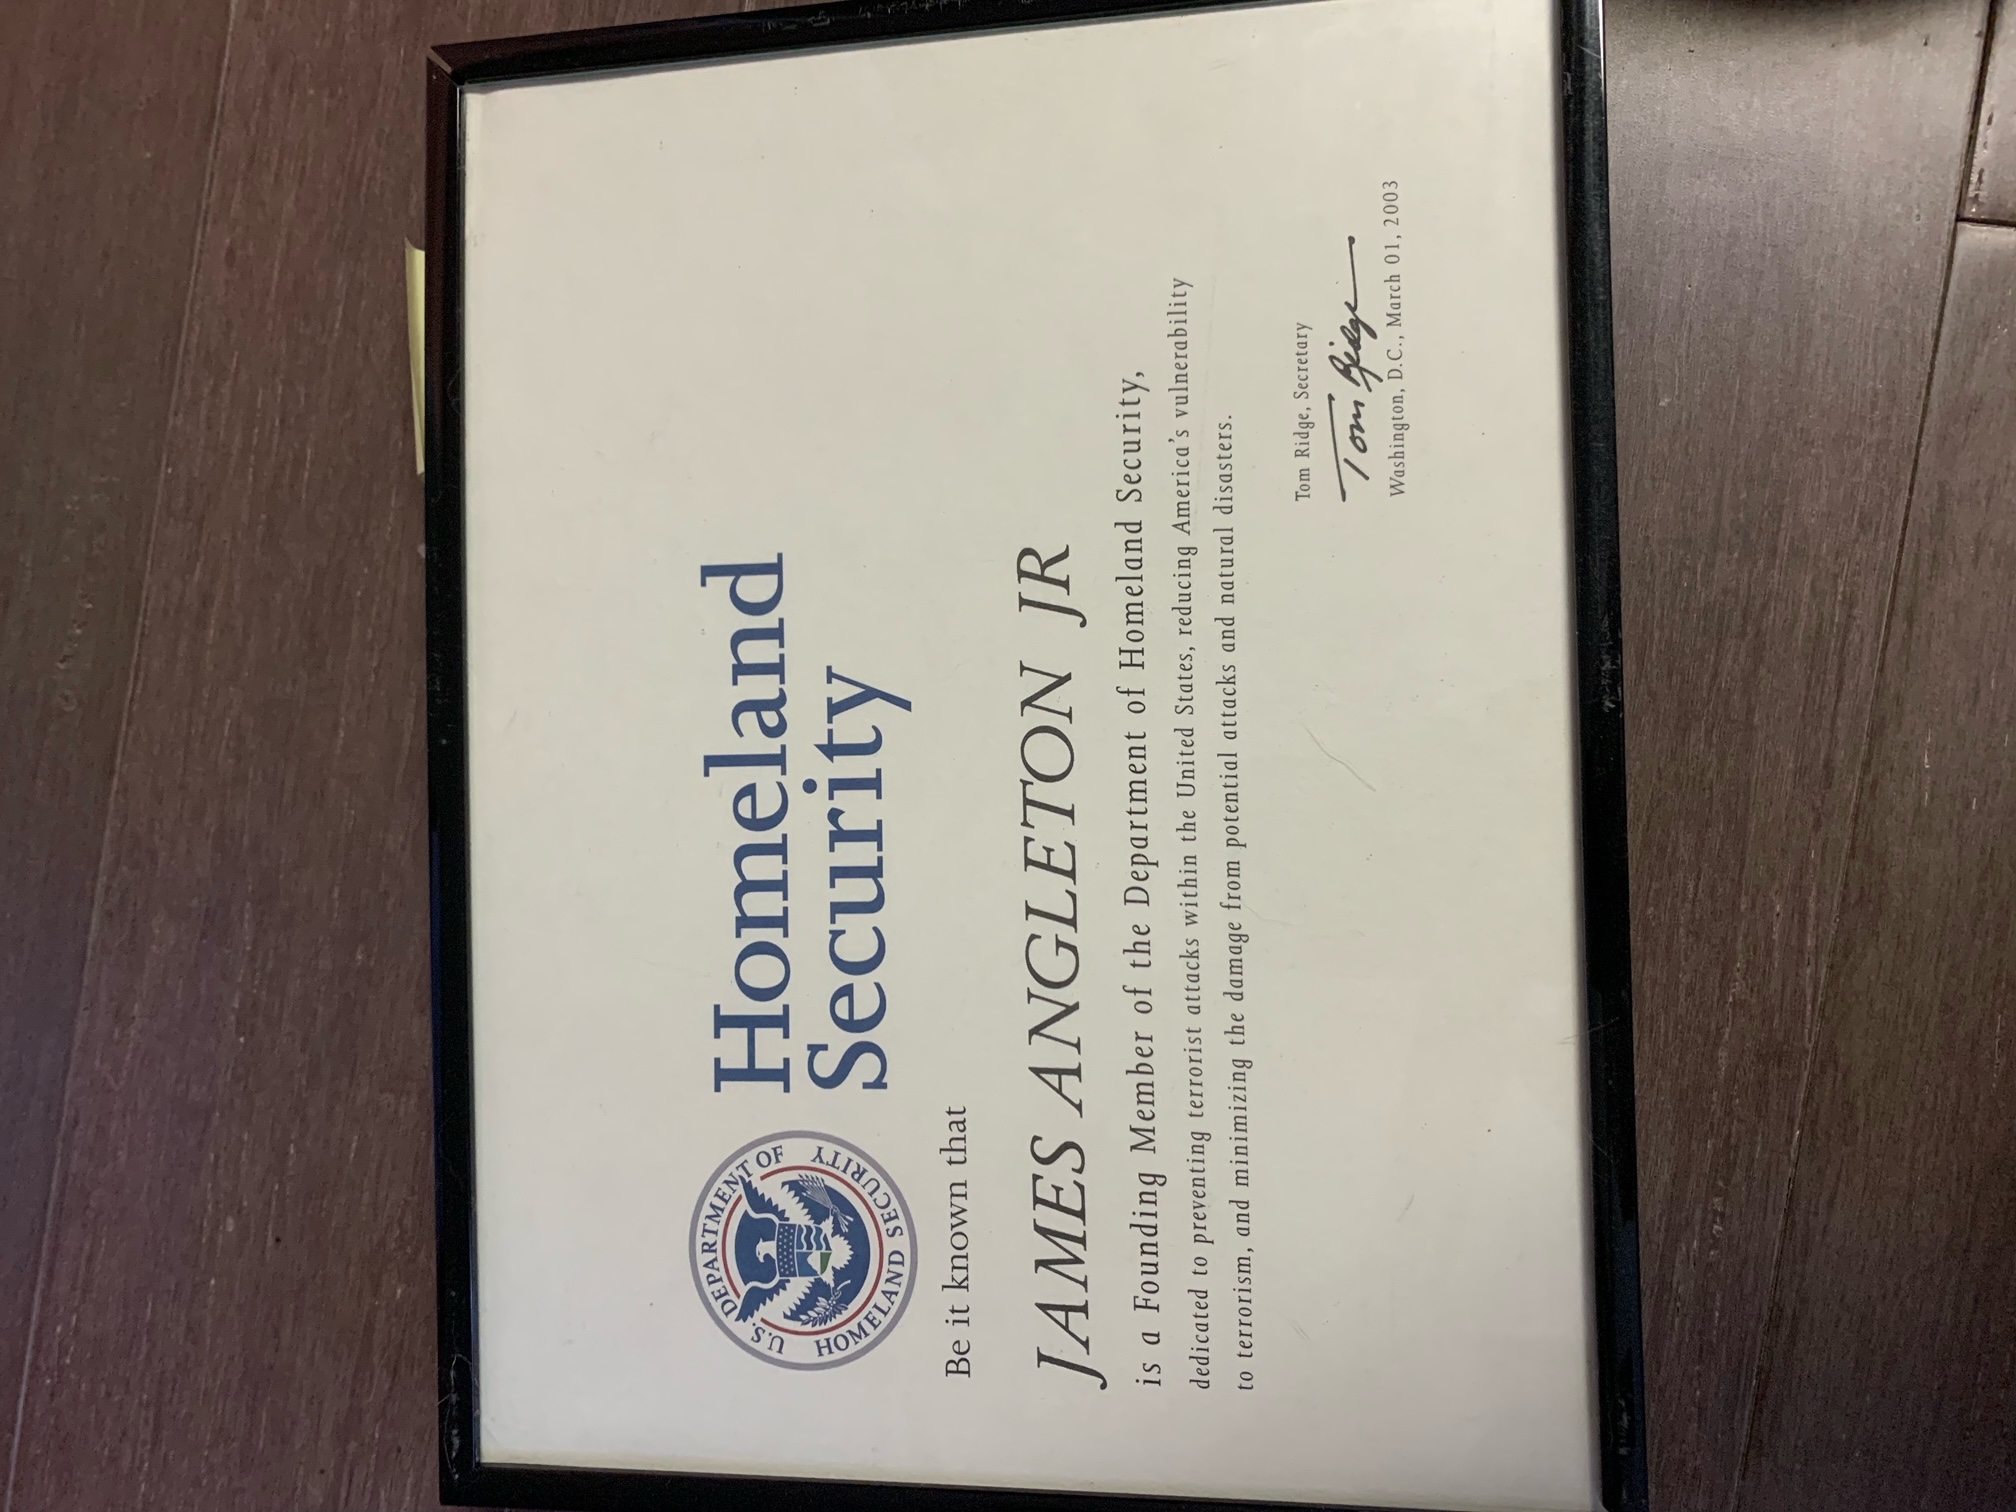 U.S. DEPARTMENT OF HOMELAND SECURITY
Homeland
Security
Be it known that
JAMES ANGLETON JR
is a Founding Member of the Department of Homeland Security,
dedicated to preventing terrorist attacks within the United States, reducing America's vulnerability
to terrorism, and minimizing the damage from potential attacks and natural disasters.
Tom Ridge, Secretary
Tom Ridge
Washington, D.C., March 01, 2003